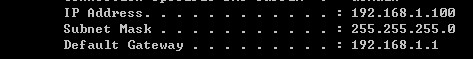 IP Address. . . . . . . . . . . . : 192.168.1.100
Subnet Mask . . . . . . . . . . . : 255.255.255.0
Default Gateway . . . . . . . . . : 192.168.1.1